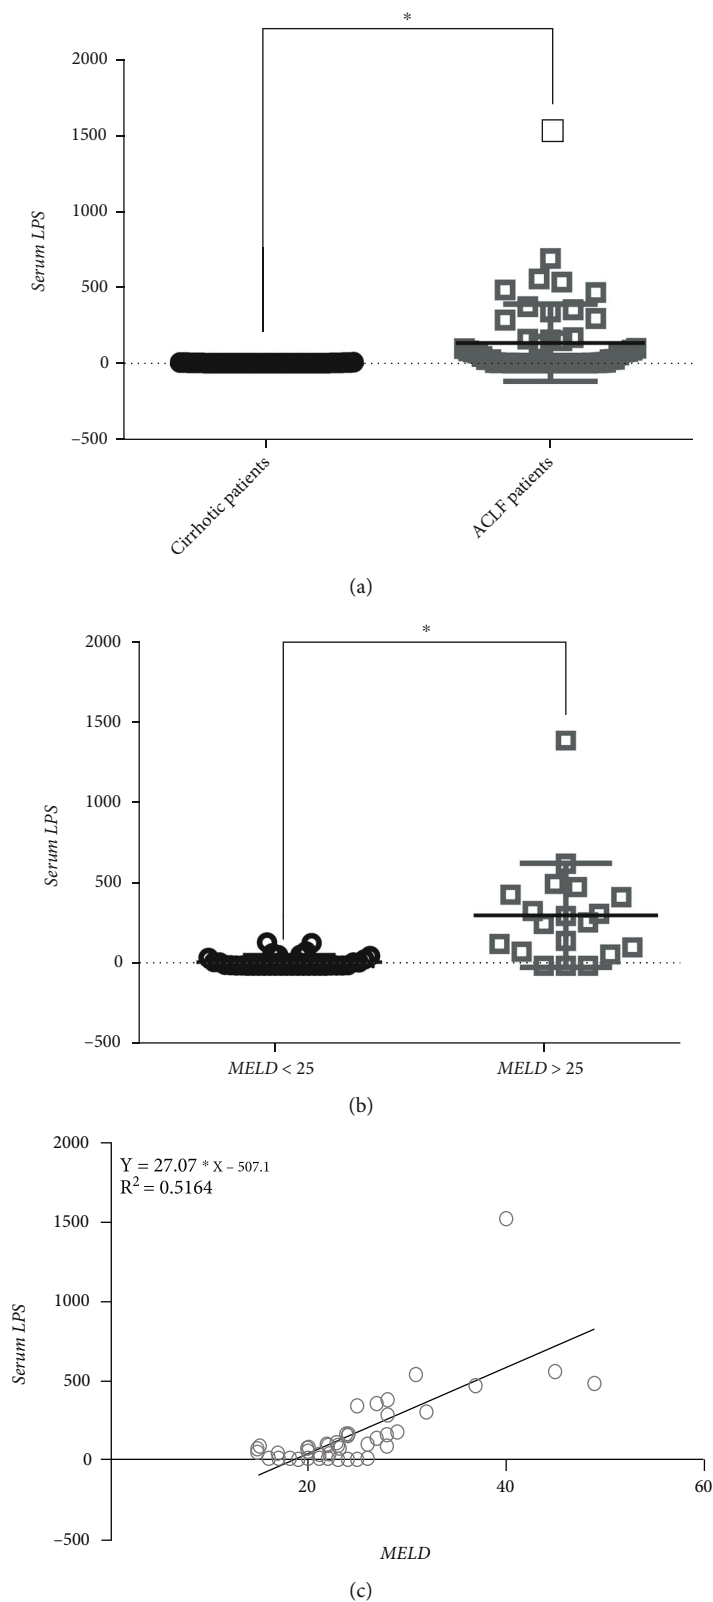 *
2000
1500
1000
500
0
–500
Serum LPS
Cirrhotic patients
ACLF patients
(a)
*
2000
1500
1000
500
0
–500
Serum LPS
MELD < 25
MELD > 25
(b)
2000
1500
1000
500
0
–500
Y = 27.07 * X – 507.1
R² = 0.5164
Serum LPS
20
40
60
MELD
(c)